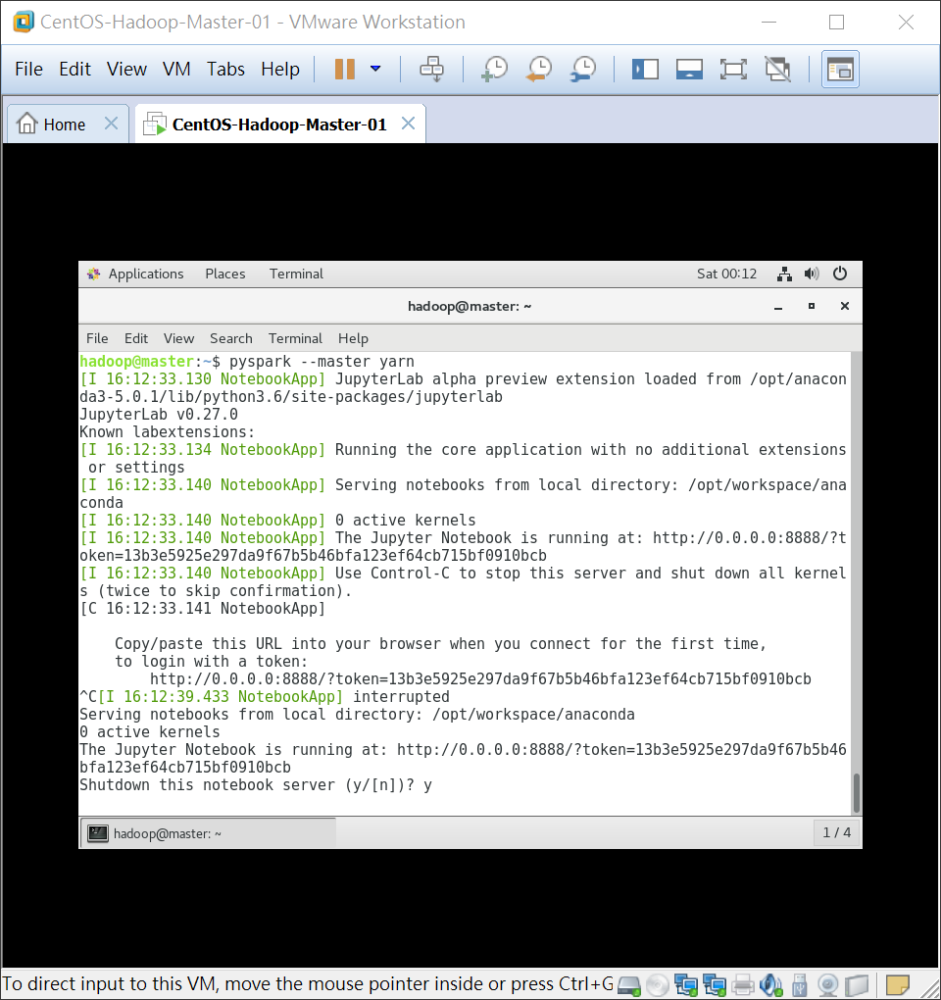 CentOS-Hadoop-Master-01 - VMware Workstation
File Edit View VM Tabs Help
Home CentOS-Hadoop-Master-01
Applications Places Terminal Sat 00:12
hadoop@master: ~
File Edit View Search Terminal Help
hadoop@master:~$ pyspark --master yarn
[I 16:12:33.130 NotebookApp] JupyterLab alpha preview extension loaded from /opt/anacon
da3-5.0.1/lib/python3.6/site-packages/jupyterlab
JupyterLab v0.27.0
Known labextensions:
[I 16:12:33.134 NotebookApp] Running the core application with no additional extensions
or settings
[I 16:12:33.140 NotebookApp] Serving notebooks from local directory: /opt/workspace/ana
conda
[I 16:12:33.140 NotebookApp] 0 active kernels
[I 16:12:33.140 NotebookApp] The Jupyter Notebook is running at: http://0.0.0.0:8888/?t
oken=13b3e5925e297da9f67b5b46bfa123ef64cb715bf0910bcb
[I 16:12:33.140 NotebookApp] Use Control-C to stop this server and shut down all kernel
s (twice to skip confirmation).
[C 16:12:33.141 NotebookApp]
Copy/paste this URL into your browser when you connect for the first time,
to login with a token:
http://0.0.0.0:8888/?token=13b3e5925e297da9f67b5b46bfa123ef64cb715bf0910bcb
^C[I 16:12:39.433 NotebookApp] interrupted
Serving notebooks from local directory: /opt/workspace/anaconda
0 active kernels
The Jupyter Notebook is running at: http://0.0.0.0:8888/?token=13b3e5925e297da9f67b5b46
bfa123ef64cb715bf0910bcb
Shutdown this notebook server (y/[n])? y
hadoop@master: ~ 1 / 4
To direct input to this VM, move the mouse pointer inside or press Ctrl+G